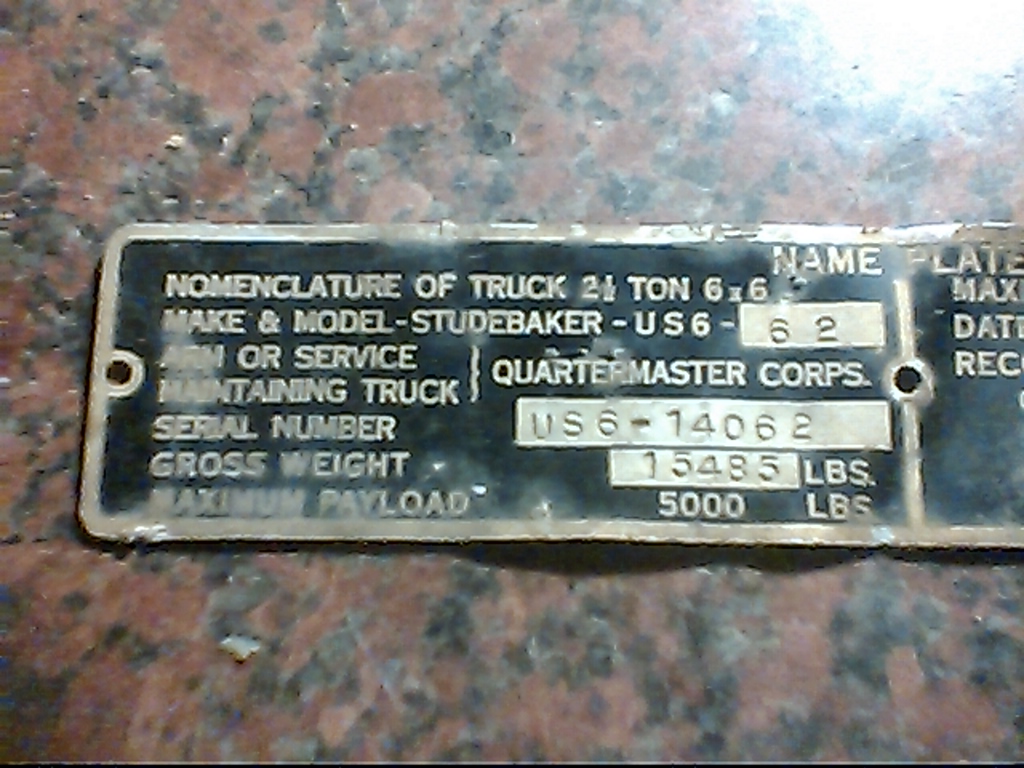 NAME PLATE
NOMENCLATURE OF TRUCK 2½ TON 6x6
MAKE & MODEL-STUDEBAKER-US6-62
ARM OR SERVICE
MAINTAINING TRUCK } QUARTERMASTER CORPS.
SERIAL NUMBER US6-14062
GROSS WEIGHT 15485 LBS.
MAXIMUM PAYLOAD 5000 LBS
MAXI
DATE
REC